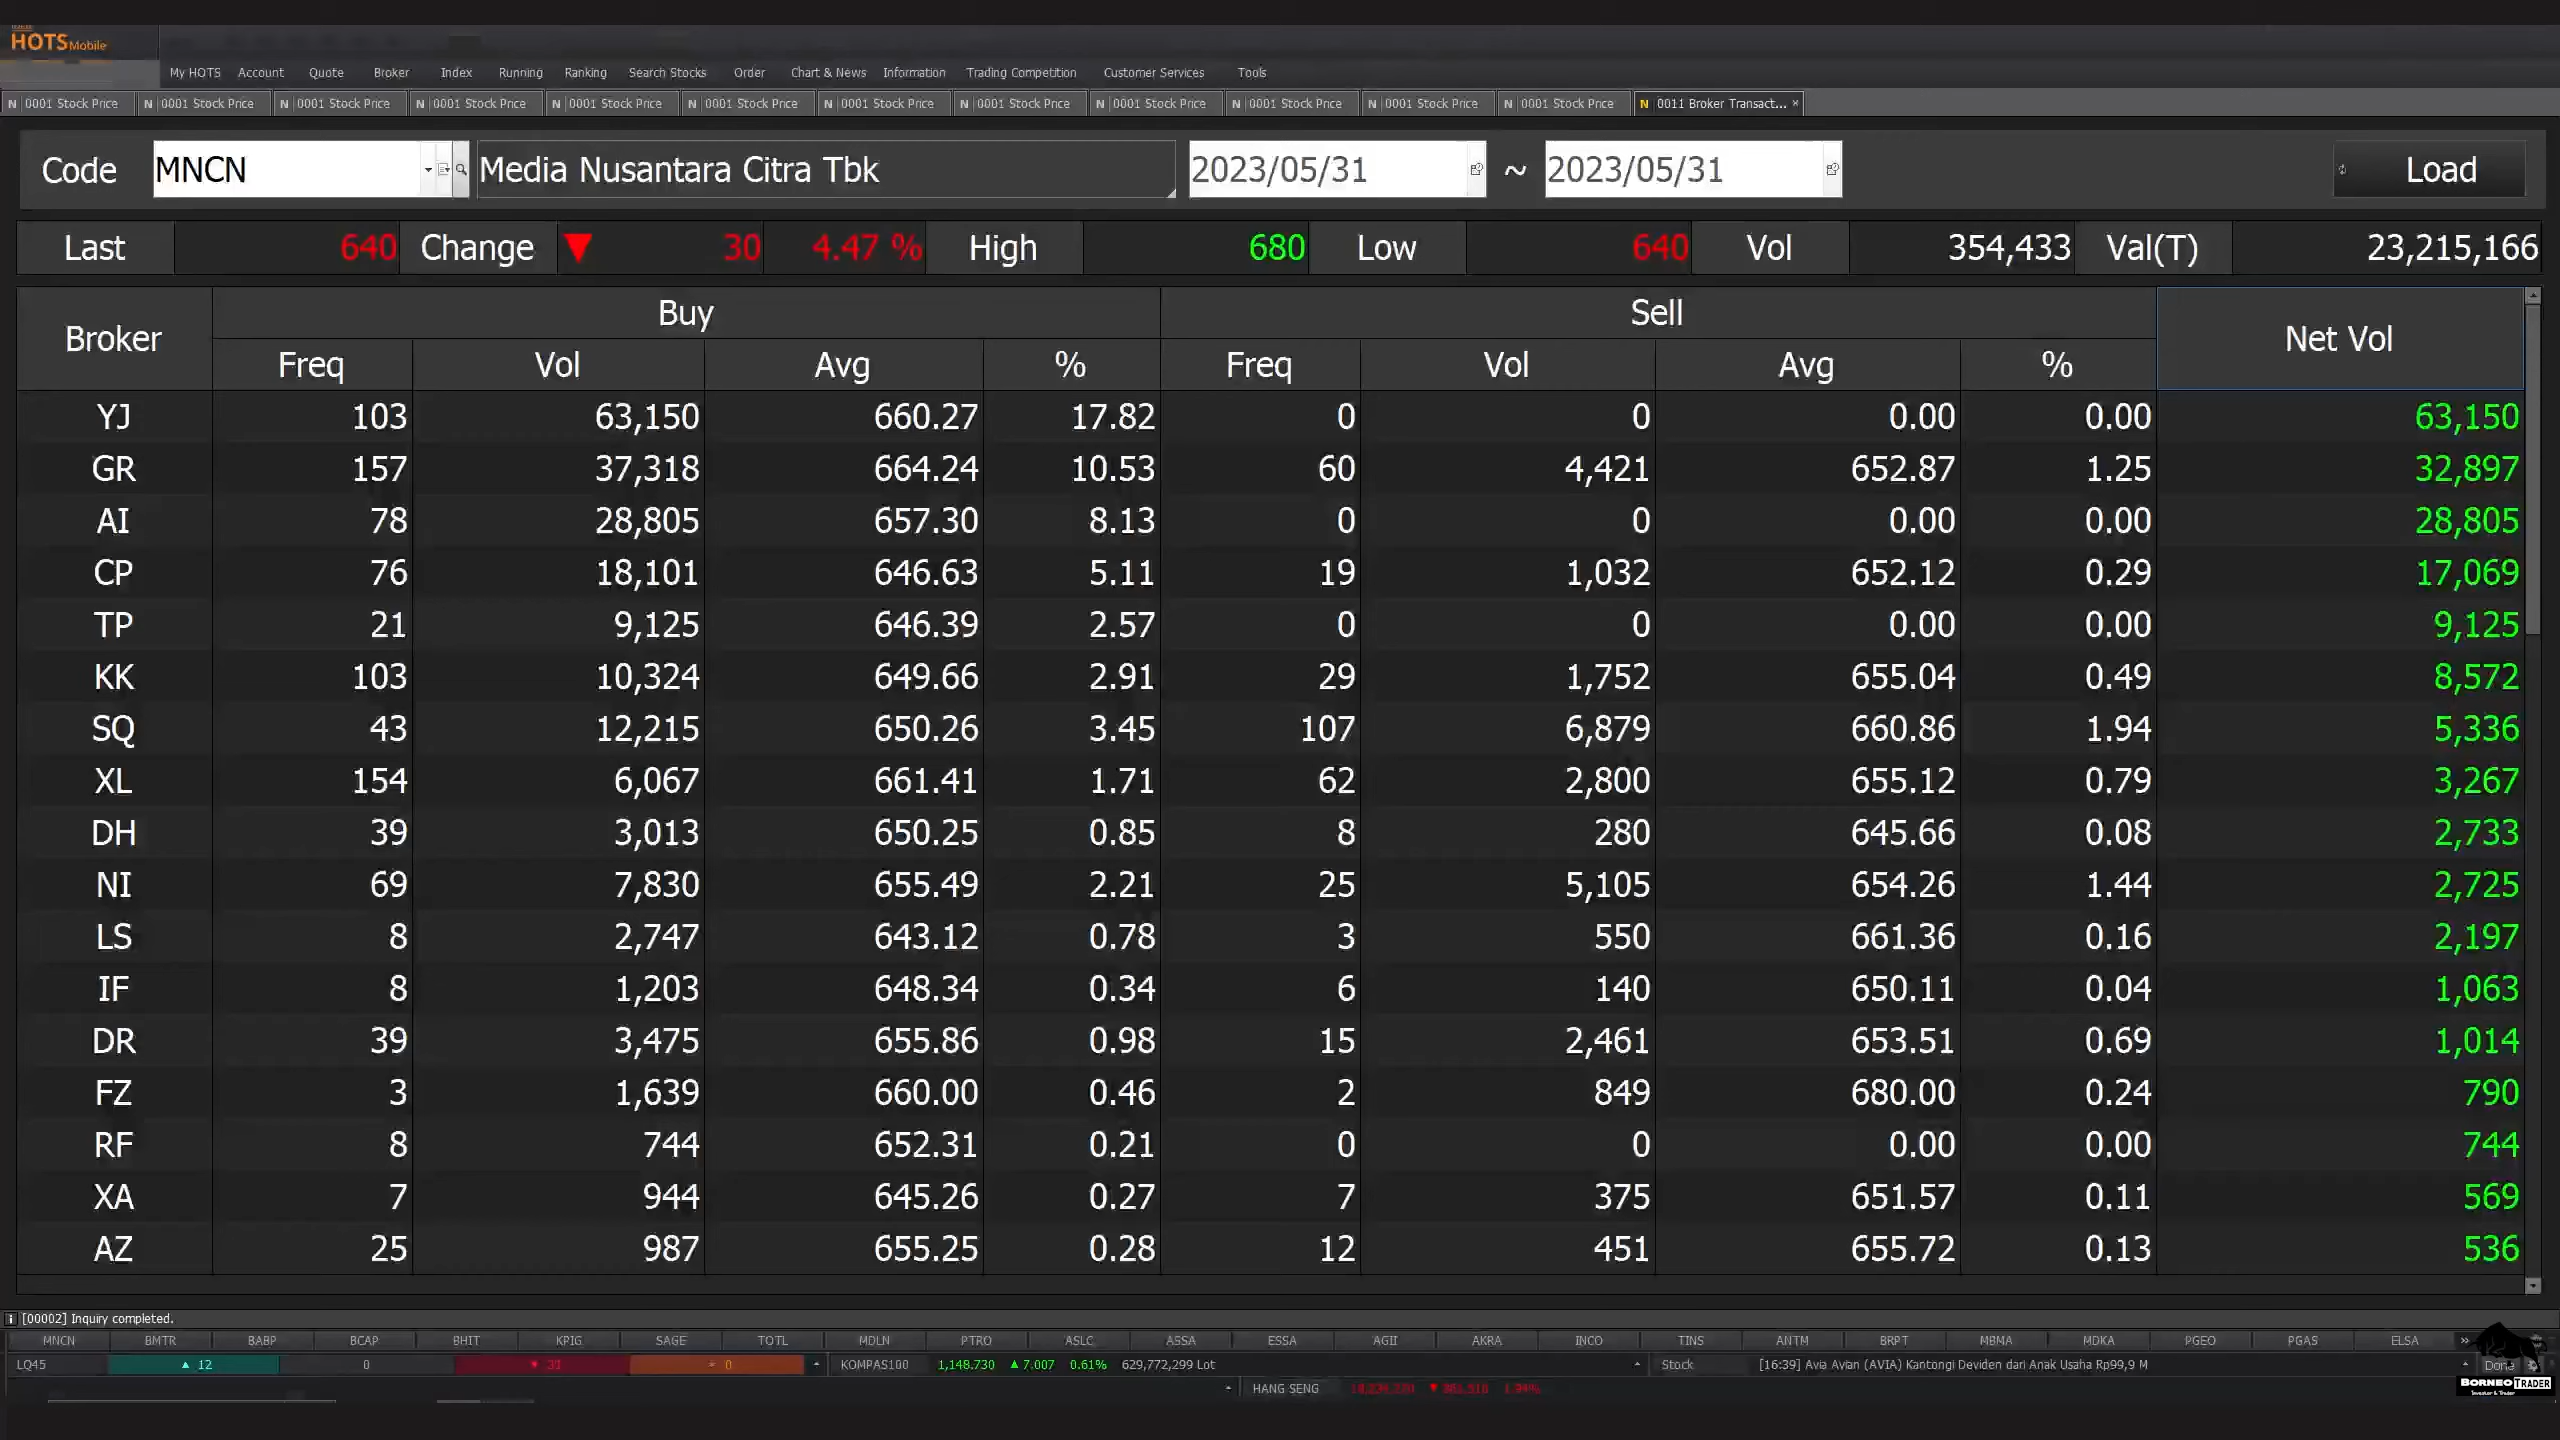 HOTS Mobile
My HOTS Account Quote Broker Index Running Ranking Search Stocks Order Chart & News Information Trading Competition Customer Services Tools
N 0001 Stock Price N 0001 Stock Price N 0001 Stock Price N 0001 Stock Price N 0001 Stock Price N 0001 Stock Price N 0001 Stock Price N 0001 Stock Price N 0001 Stock Price N 0001 Stock Price N 0001 Stock Price N 0001 Stock Price N 0011 Broker Transact... ×
Code MNCN Media Nusantara Citra Tbk 2023/05/31 ~ 2023/05/31 Load
Last 640 Change ▼ 30 4.47 % High 680 Low 640 Vol 354,433 Val(T) 23,215,166
Broker Buy Sell Net Vol
Freq Vol Avg % Freq Vol Avg %
YJ 103 63,150 660.27 17.82 0 0 0.00 0.00 63,150
GR 157 37,318 664.24 10.53 60 4,421 652.87 1.25 32,897
AI 78 28,805 657.30 8.13 0 0 0.00 0.00 28,805
CP 76 18,101 646.63 5.11 19 1,032 652.12 0.29 17,069
TP 21 9,125 646.39 2.57 0 0 0.00 0.00 9,125
KK 103 10,324 649.66 2.91 29 1,752 655.04 0.49 8,572
SQ 43 12,215 650.26 3.45 107 6,879 660.86 1.94 5,336
XL 154 6,067 661.41 1.71 62 2,800 655.12 0.79 3,267
DH 39 3,013 650.25 0.85 8 280 645.66 0.08 2,733
NI 69 7,830 655.49 2.21 25 5,105 654.26 1.44 2,725
LS 8 2,747 643.12 0.78 3 550 661.36 0.16 2,197
IF 8 1,203 648.34 0.34 6 140 650.11 0.04 1,063
DR 39 3,475 655.86 0.98 15 2,461 653.51 0.69 1,014
FZ 3 1,639 660.00 0.46 2 849 680.00 0.24 790
RF 8 744 652.31 0.21 0 0 0.00 0.00 744
XA 7 944 645.26 0.27 7 375 651.57 0.11 569
AZ 25 987 655.25 0.28 12 451 655.72 0.13 536
[00002] Inquiry completed.
MNCN BMTR BABP BCAP BHIT KPIG SAGE TOTL MDLN PTRO ASLC ASSA ESSA AGII AKRA INCO TINS ANTM BRPT MBMA MDKA PGEO PGAS ELSA »
LQ45 ▲ 12 0 ▼ 31 0 KOMPAS100 1,148.730 ▲ 7.007 0.61% 629,772,299 Lot Stock [16:39] Avia Avian (AVIA) Kantongi Deviden dari Anak Usaha Rp99,9 M Done
HANG SENG
BORNEO TRADER
Investor & Trader